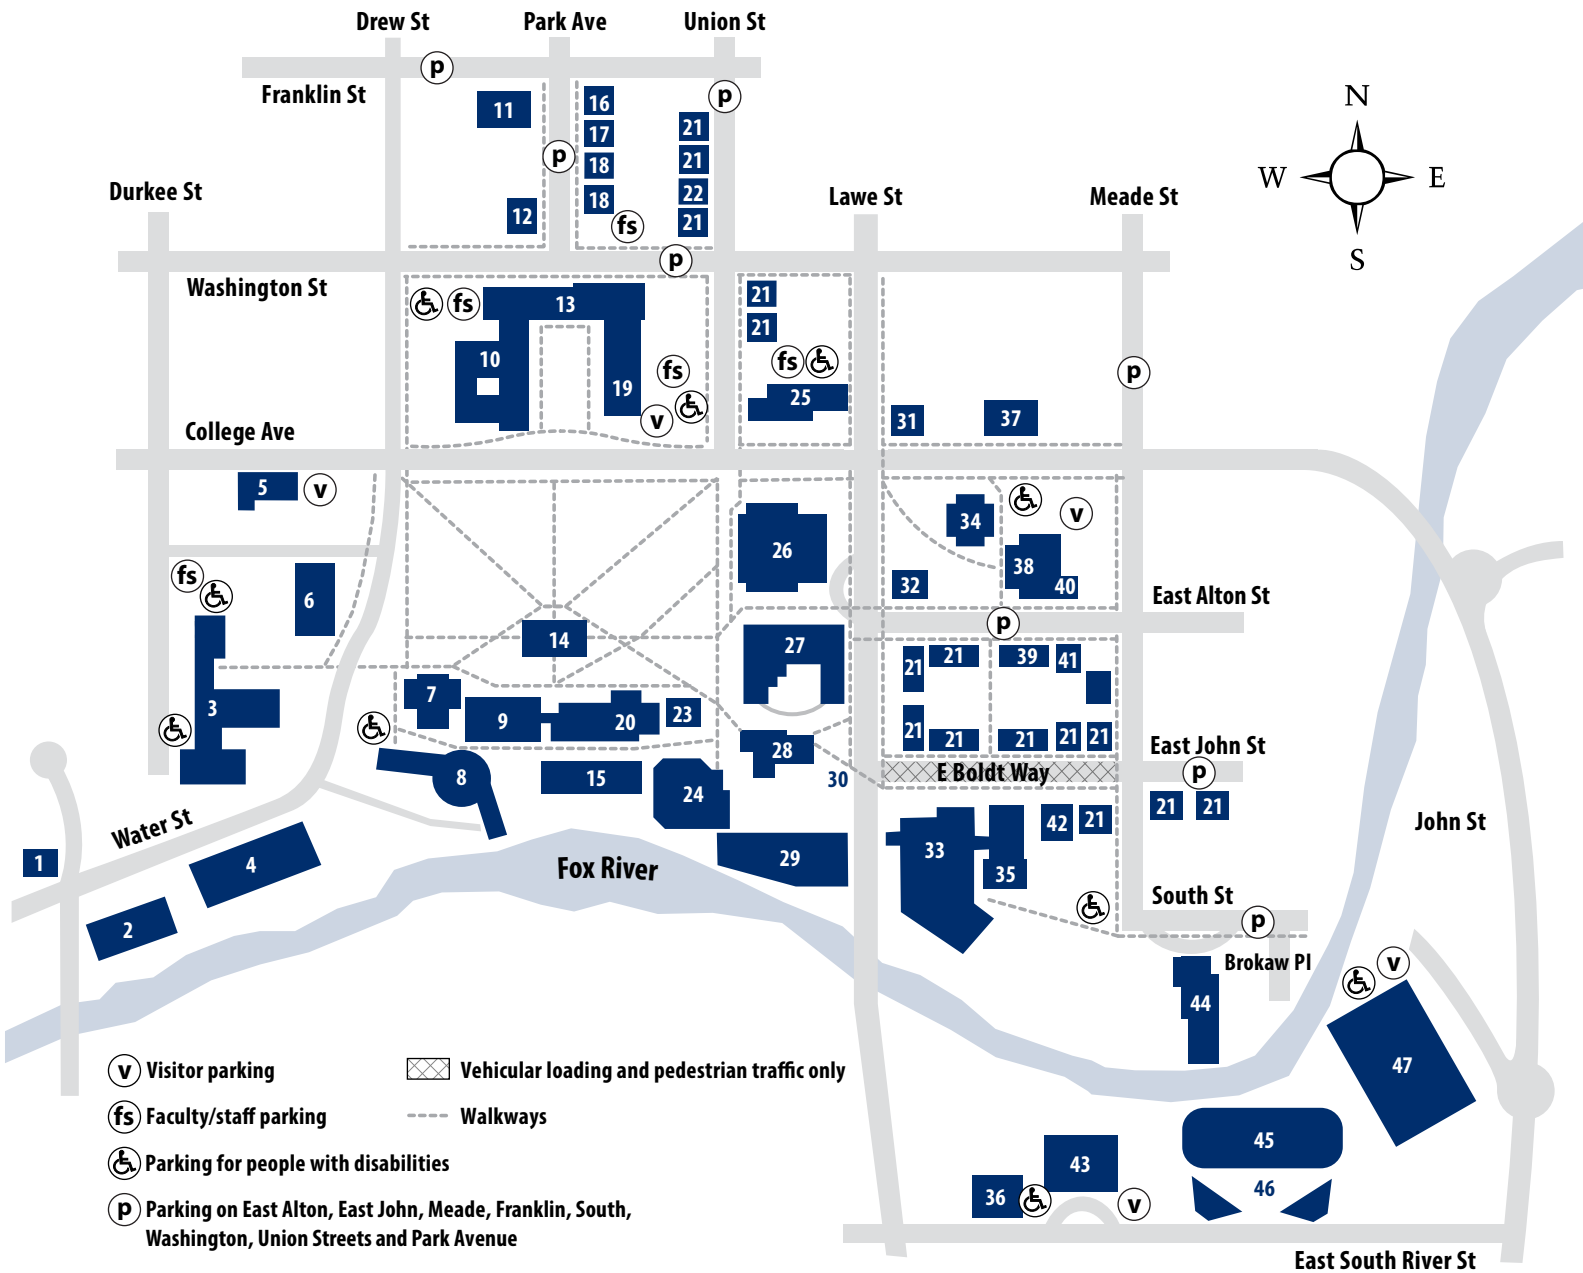 Drew St
Park Ave
Union St
p
Franklin St
11
16
p
17
21
p
18
21
N
W
E
S
Durkee St
18
22
Lawe St
Meade St
12
fs
21
p
Washington St
fs
13
21
21
10
fs
fs
19
25
p
v
31
37
College Ave
5
v
34
v
26
38
fs
6
32
40
East Alton St
p
14
27
21
21
39
41
3
7
9
20
23
21
21
21
21
21
28
East John St
8
15
30
E Boldt Way
p
24
21
21
Water St
42
21
John St
1
4
Fox River
29
33
35
South St
2
p
Brokaw Pl
v
44
v Visitor parking
Vehicular loading and pedestrian traffic only
47
fs Faculty/staff parking
Walkways
45
Parking for people with disabilities
43
46
36
v
p Parking on East Alton, East John, Meade, Franklin, South,
Washington, Union Streets and Park Avenue
East South River St